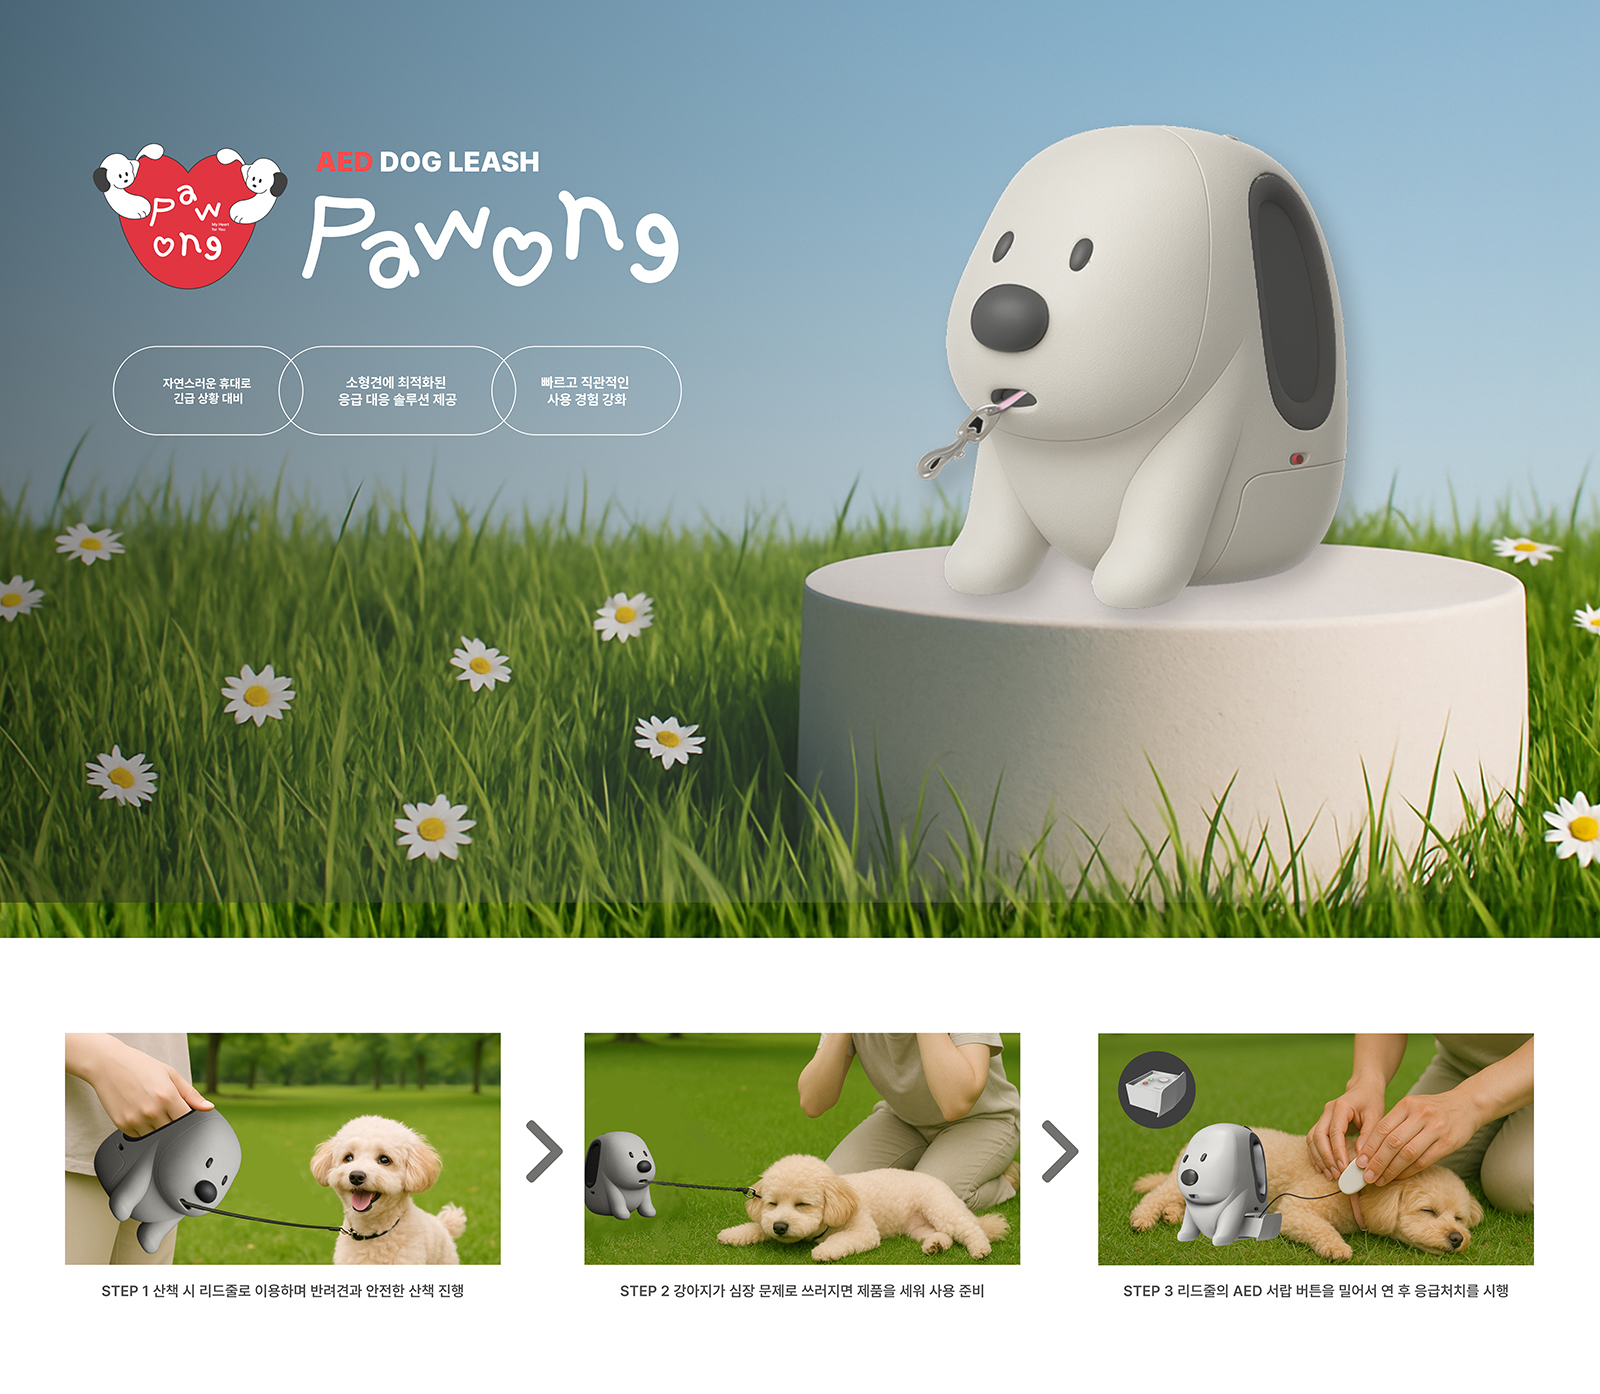 Paw
ong
My Heart
for You
AED DOG LEASH
Pawong
자연스러운 휴대로
긴급 상황 대비
소형견에 최적화된
응급 대응 솔루션 제공
빠르고 직관적인
사용 경험 강화
STEP 1 산책 시 리드줄로 이용하며 반려견과 안전한 산책 진행
STEP 2 강아지가 심장 문제로 쓰러지면 제품을 세워 사용 준비
STEP 3 리드줄의 AED 서랍 버튼을 밀어서 연 후 응급처치를 시행